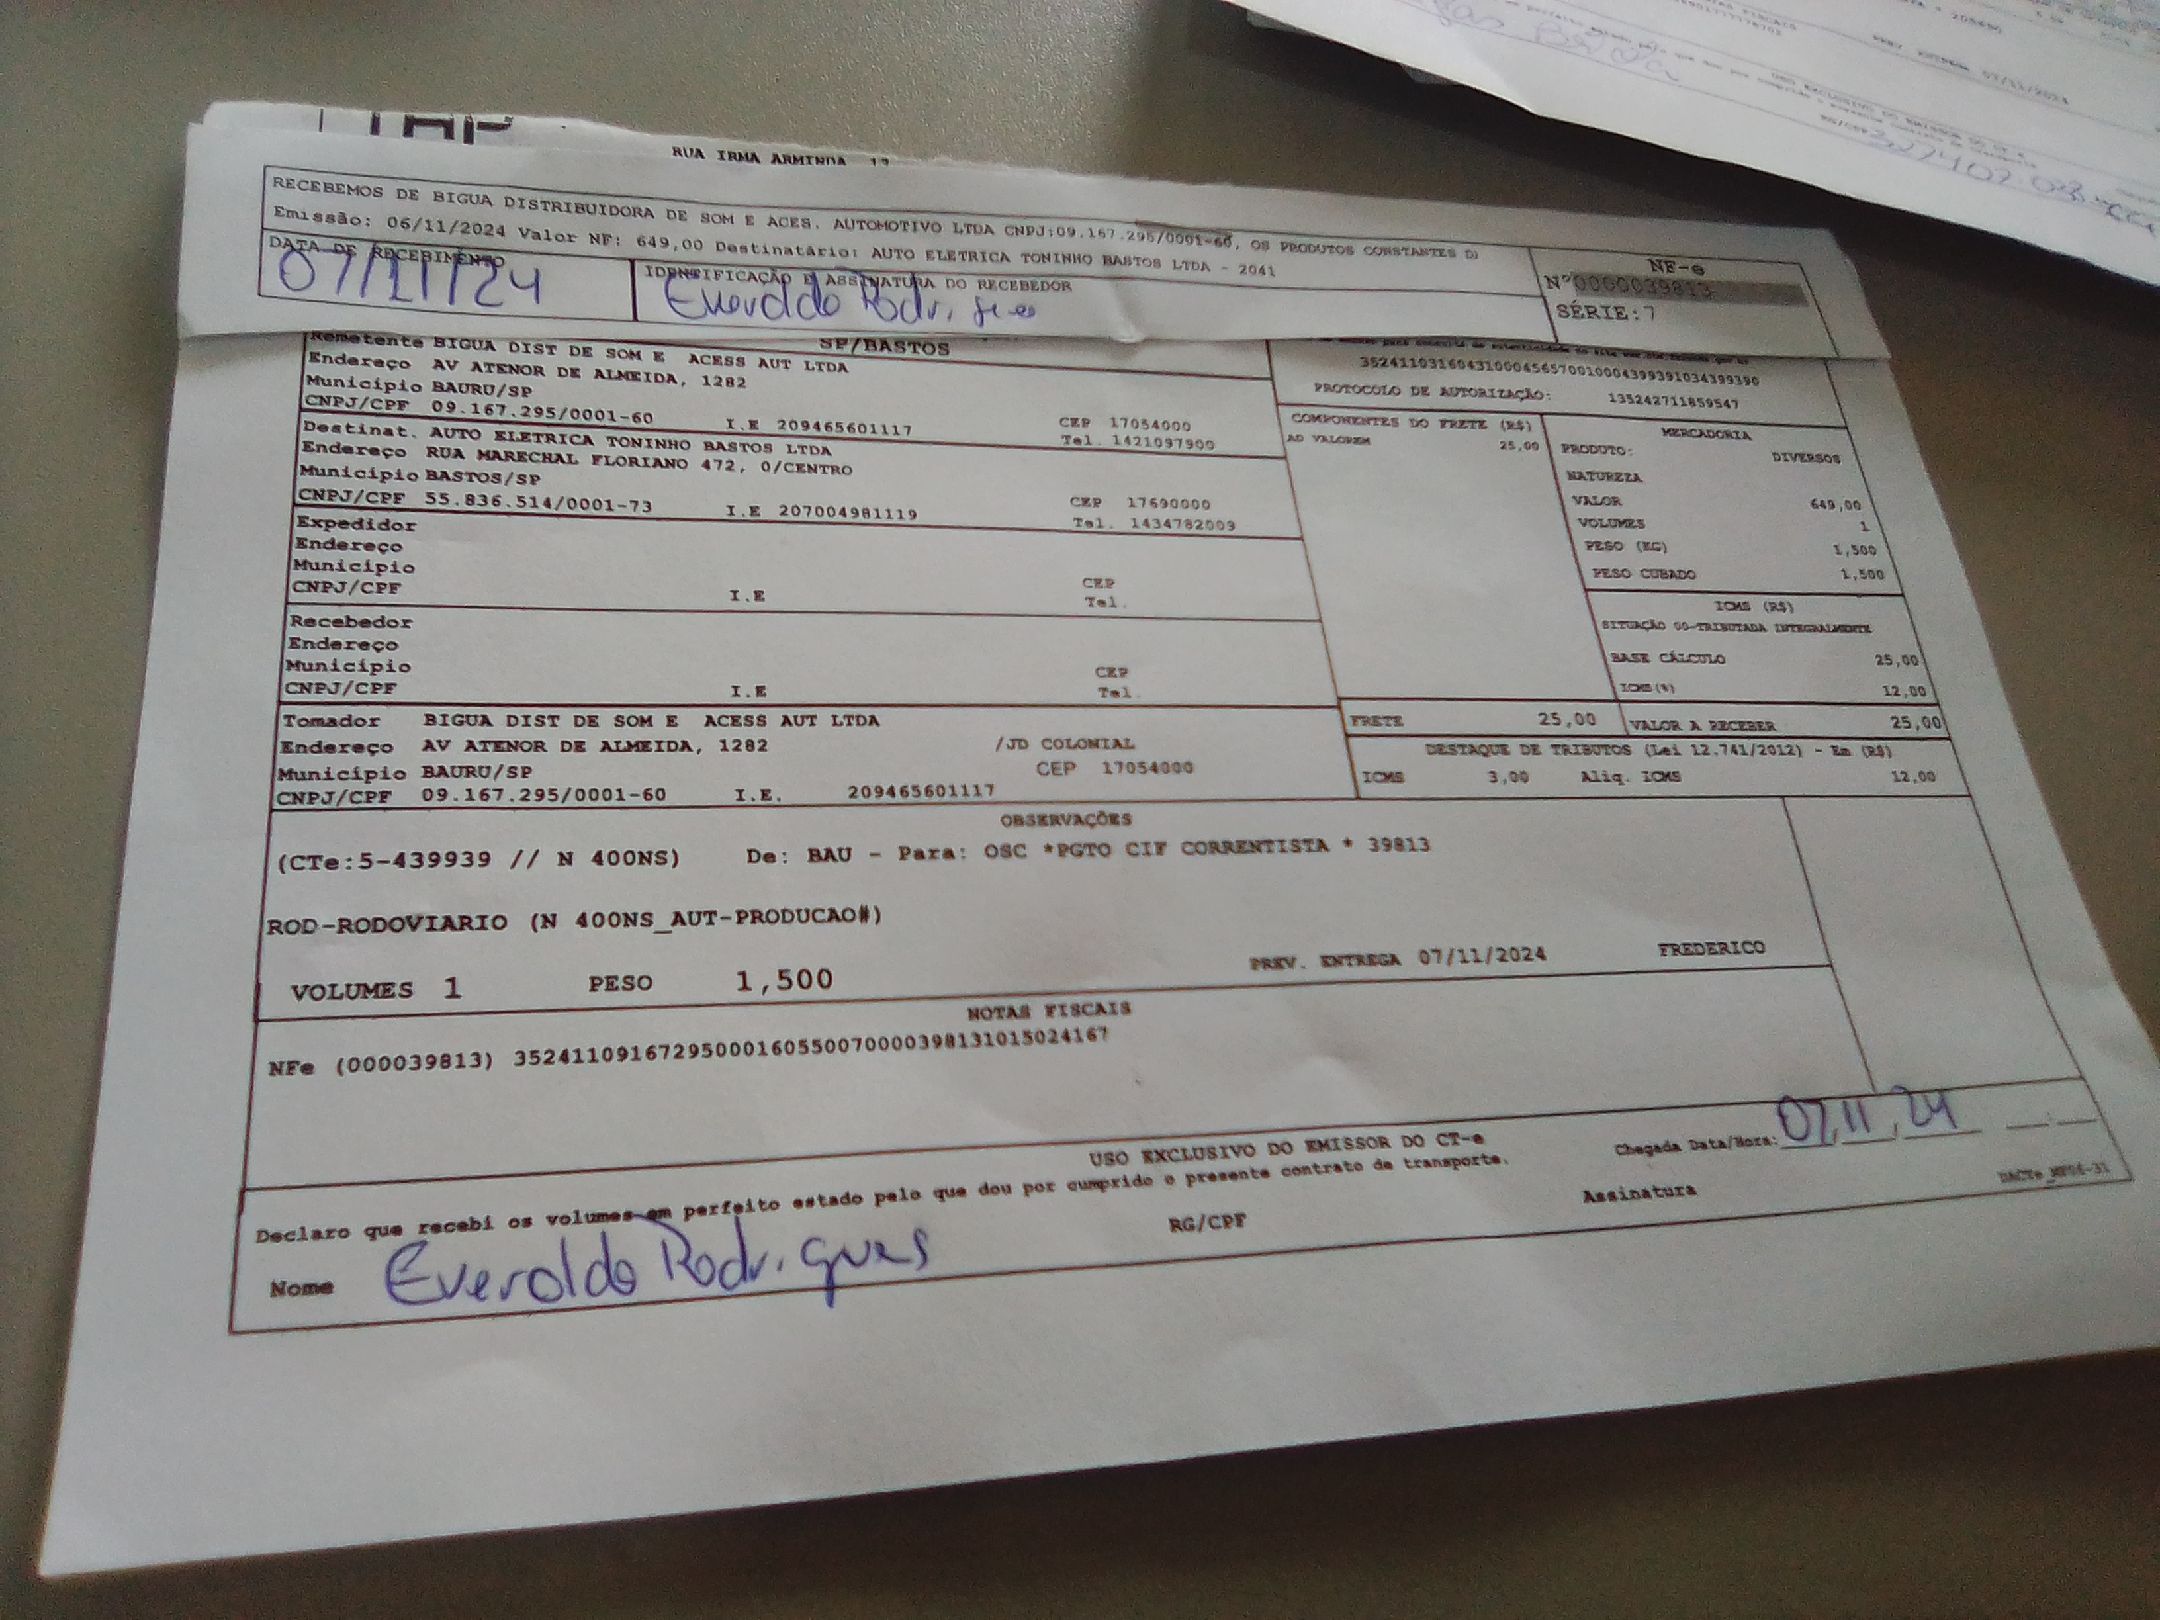 RUA IRMA ARMINDA
RECEBEMOS DE BIGUA DISTRIBUIDORA DE SOM E ACES. AUTOMOTIVO LTDA CNPJ:09.167.295/0001-60, OS PRODUTOS CONSTANTES
Emissão: 06/11/2024 Valor NF: 649,00 Destinatário: AUTO ELETRICA TONINHO BASTOS LTDA - 2041
DATA DE RECEBIMENTO
07/11/24
IDENTIFICAÇÃO E ASSINATURA DO RECEBEDOR
Everaldo Rodrigues
NF-e
Nº0000039813
SÉRIE:7
SP/BASTOS
Remetente BIGUA DIST DE SOM E ACESS AUT LTDA
Endereço AV ATENOR DE ALMEIDA, 1282
Município BAURU/SP
CNPJ/CPF 09.167.295/0001-60 I.E 209465601117 CEP 17054000
Tel. 1421097900
Destinat. AUTO ELETRICA TONINHO BASTOS LTDA
Endereço RUA MARECHAL FLORIANO 472, 0/CENTRO
Município BASTOS/SP
CNPJ/CPF 55.836.514/0001-73 I.E 207004981119 CEP 17690000
Tel. 1434782009
Expedidor
Endereço
Município
CNPJ/CPF I.E CEP
Tel.
Recebedor
Endereço
Município
CNPJ/CPF I.E CEP
Tel.
Tomador BIGUA DIST DE SOM E ACESS AUT LTDA
Endereço AV ATENOR DE ALMEIDA, 1282 /JD COLONIAL
Município BAURU/SP CEP 17054000
CNPJ/CPF 09.167.295/0001-60 I.E. 209465601117
35241103160431000456570010004399391034399390
PROTOCOLO DE AUTORIZAÇÃO: 135242711859547
COMPONENTES DO FRETE (R$)
AD VALOREM 25,00
MERCADORIA
PRODUTO: DIVERSOS
NATUREZA
VALOR 649,00
VOLUMES 1
PESO (KG) 1,500
PESO CUBADO 1,500
ICMS (R$)
SITUAÇÃO 00-TRIBUTADA INTEGRALMENTE
BASE CÁLCULO 25,00
ICMS(%) 12,00
FRETE 25,00 VALOR A RECEBER 25,00
DESTAQUE DE TRIBUTOS (Lei 12.741/2012) - Em (R$)
ICMS 3,00 Aliq. ICMS 12,00
OBSERVAÇÕES
(CTe:5-439939 // N 400NS) De: BAU - Para: OSC *PGTO CIF CORRENTISTA * 39813
ROD-RODOVIARIO (N 400NS_AUT-PRODUCAO#)
VOLUMES 1 PESO 1,500 PREV. ENTREGA 07/11/2024 FREDERICO
NOTAS FISCAIS
NFe (000039813) 35241109167295000160550070000398131015024167
USO EXCLUSIVO DO EMISSOR DO CT-e
Declaro que recebi os volumes em perfeito estado pelo que dou por cumprido o presente contrato de transporte.
Chegada Data/Hora: 07 11 24
Nome Everaldo Rodrigues RG/CPF Assinatura
DACTe_MP06-31